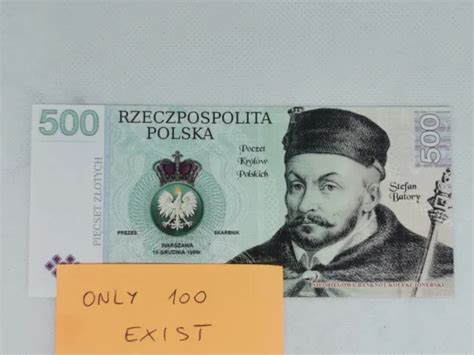 500
RZECZPOSPOLITA
POLSKA
Poczet
Królów
Polskich
500
PIĘĆSET ZŁOTYCH
Stefan
Batory
PREZES
SKARBNIK
WARSZAWA
ONLY 100
EXIST